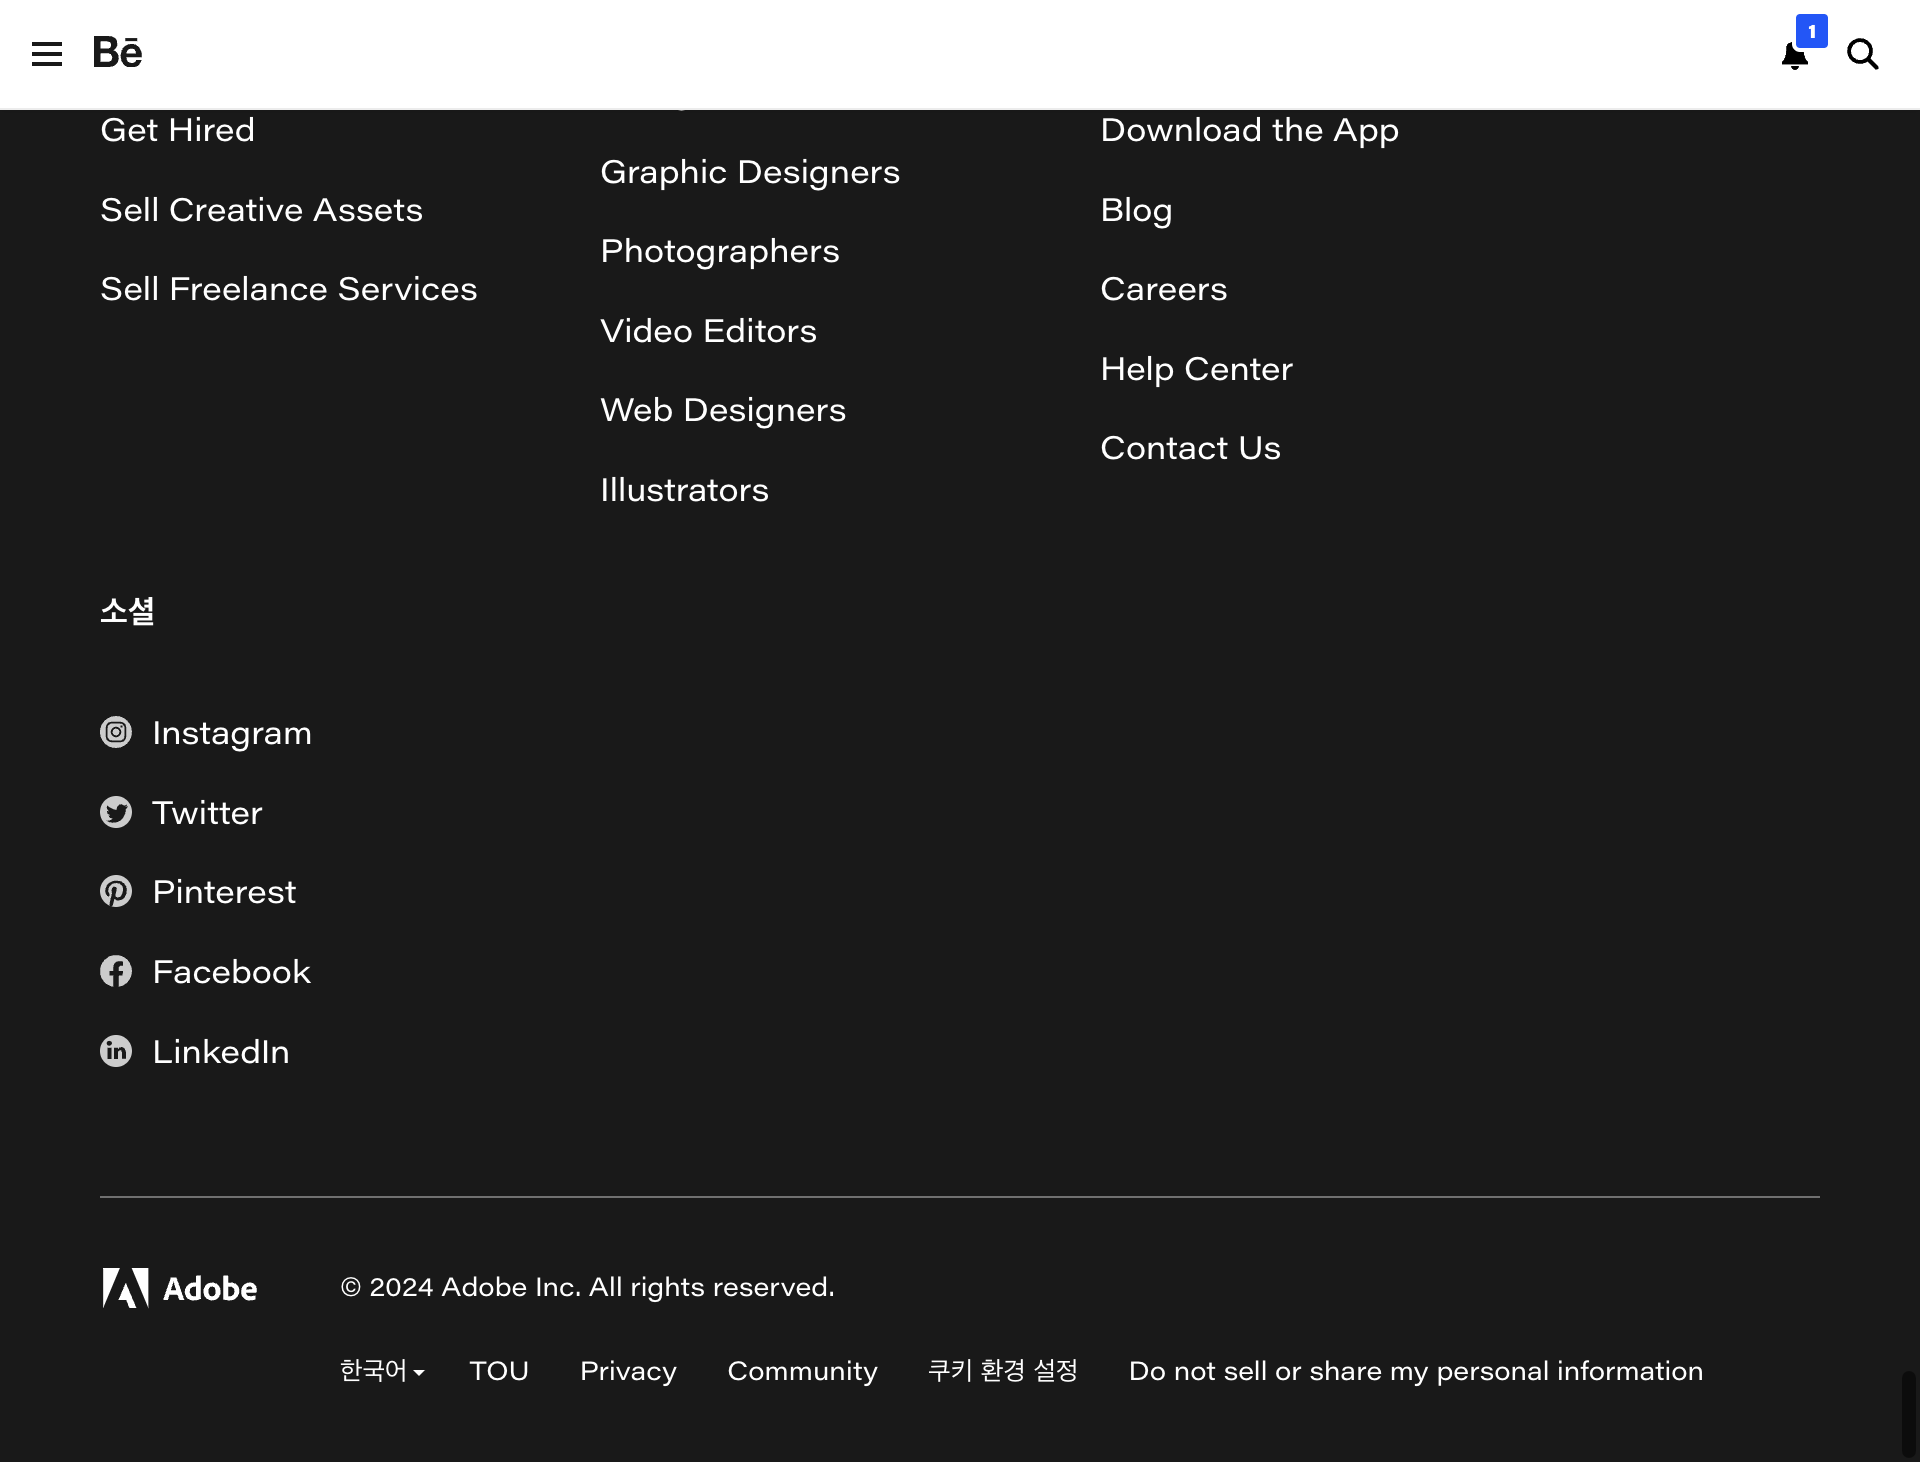 Bē
1
Get Hired
Sell Creative Assets
Sell Freelance Services
Graphic Designers
Photographers
Video Editors
Web Designers
Illustrators
Download the App
Blog
Careers
Help Center
Contact Us
소셜
Instagram
Twitter
Pinterest
Facebook
LinkedIn
Adobe
© 2024 Adobe Inc. All rights reserved.
한국어 TOU Privacy Community 쿠키 환경 설정 Do not sell or share my personal information